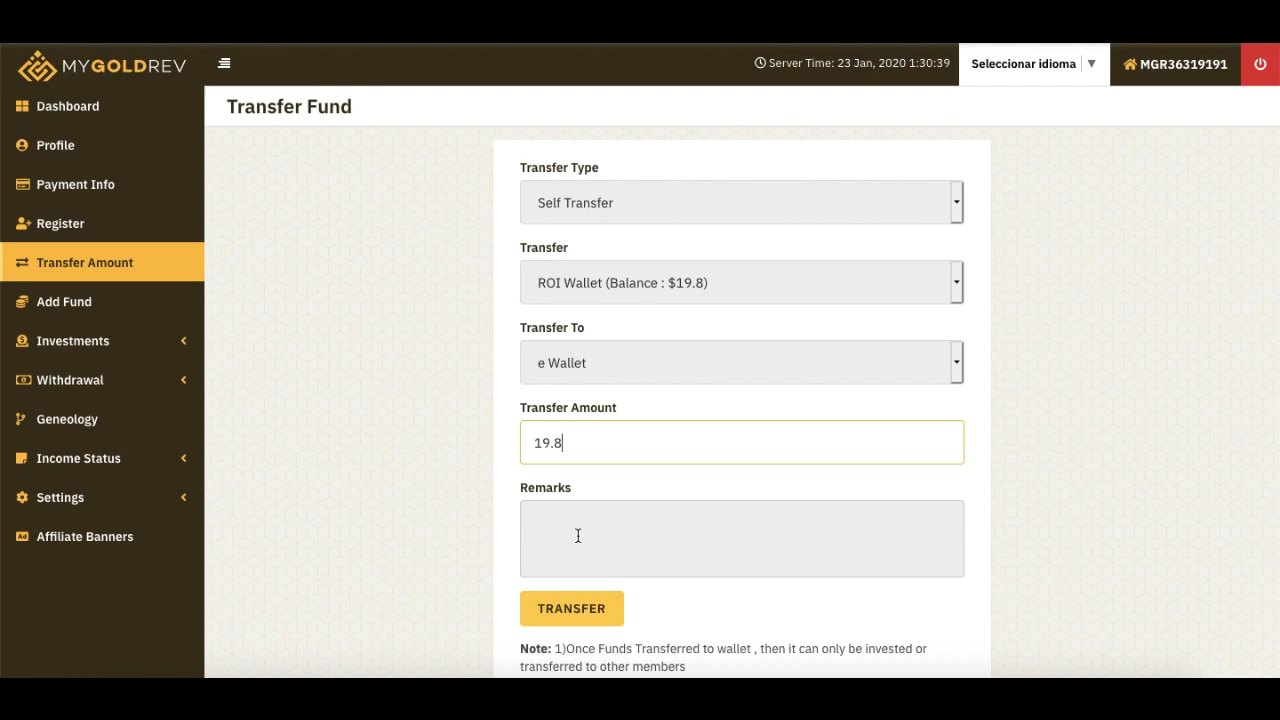 MYGOLDREV
Server Time: 23 Jan, 2020 1:30:39
Seleccionar idioma ▼
MGR36319191
Dashboard
Profile
Payment Info
Register
Transfer Amount
Add Fund
Investments
Withdrawal
Geneology
Income Status
Settings
Affiliate Banners
Transfer Fund
Transfer Type
Self Transfer
Transfer
ROI Wallet (Balance : $19.8)
Transfer To
e Wallet
Transfer Amount
19.8
Remarks
TRANSFER
Note: 1)Once Funds Transferred to wallet , then it can only be invested or
transferred to other members